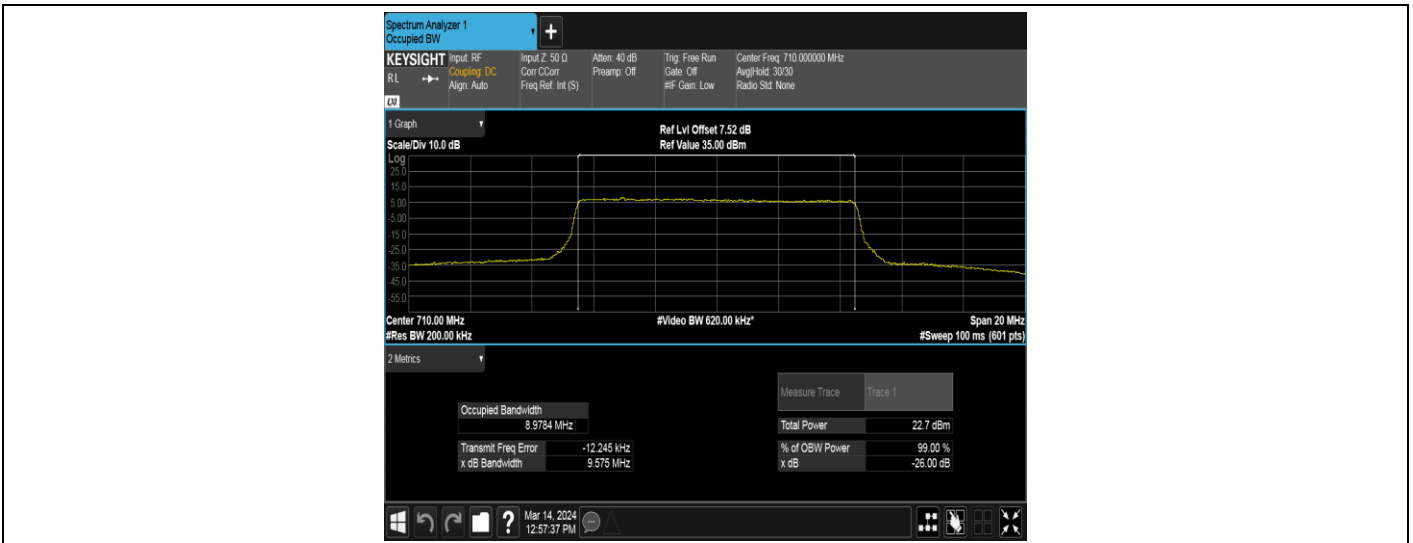 Spectrum Analyzer 1
Occupied BW
+
KEYSIGHT Input: RF Input Z: 50 Ω Atten: 40 dB Trig: Free Run Center Freq: 710.000000 MHz
RL Coupling: DC Corr CCorr Preamp: Off Gate: Off Avg|Hold: 30/30
Align: Auto Freq Ref: Int (S) #IF Gain: Low Radio Std: None
LXI
1 Graph
Ref Lvl Offset 7.52 dB
Scale/Div 10.0 dB Ref Value 35.00 dBm
Log
25.0
15.0
5.00
-5.00
-15.0
-25.0
-35.0
-45.0
-55.0
Center 710.00 MHz #Video BW 620.00 kHz* Span 20 MHz
#Res BW 200.00 kHz #Sweep 100 ms (601 pts)
2 Metrics
Measure Trace Trace 1
Occupied Bandwidth
8.9784 MHz Total Power 22.7 dBm
Transmit Freq Error -12.245 kHz % of OBW Power 99.00 %
x dB Bandwidth 9.575 MHz x dB -26.00 dB
? Mar 14, 2024
12:57:37 PM